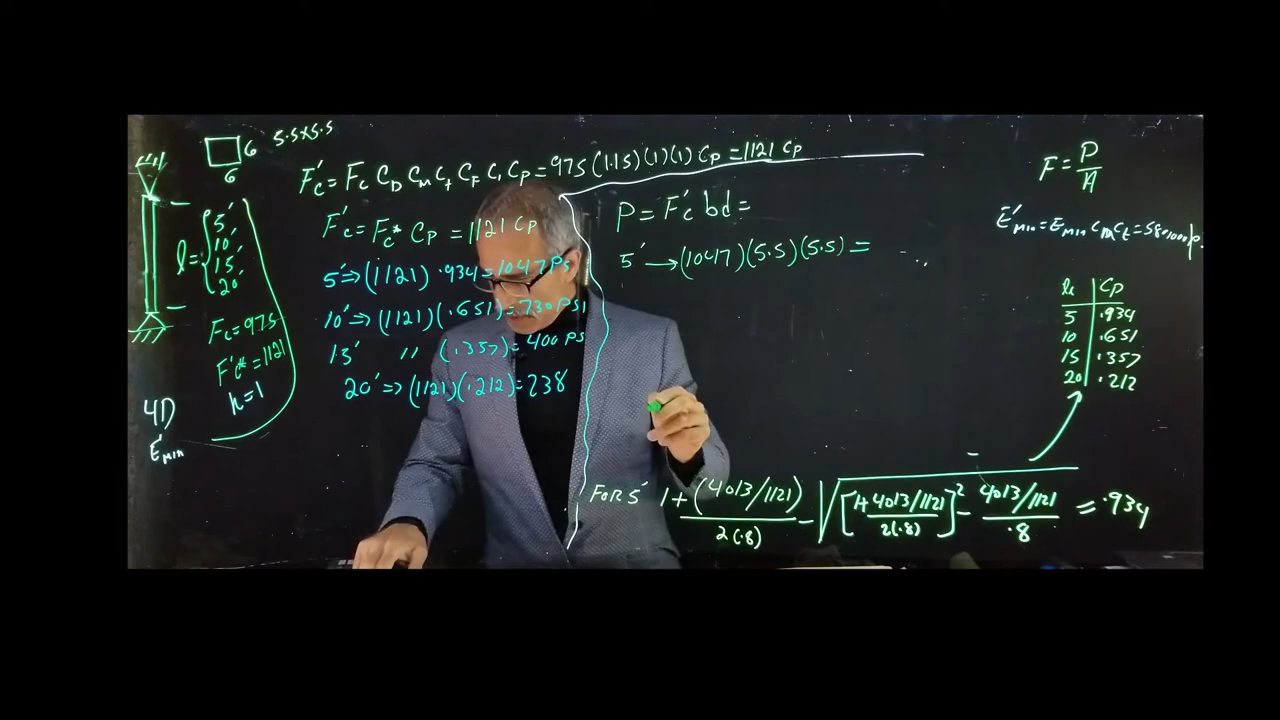 6
5.5x5.5
6
l = 5'
10'
15'
20'
Fc = 975
F'c* = 1121
k = 1
4D
E'min
F'c = Fc CD CM Ct CF Ci Cp = 975 (1.15)(1)(1) Cp = 1121 Cp
F'c = Fc* Cp = 1121 Cp
5' ⇒ (1121) .934 = 1047 PSi
10' ⇒ (1121)(.651) = 730 PSI
15' " (.357) = 400 PS
20' ⇒ (1121)(.212) = 238
P = F'c bd =
5' → (1047)(5.5)(5.5) =
F = P/A
E'min = Emin CM Ct = 580,000 p
le | Cp
5 | .934
10 | .651
15 | .357
20 | .212
FOR 5' 1+(4013/1121) / 2(.8) − √([1+4013/1121 / 2(.8)]² − 4013/1121 / .8) = .934